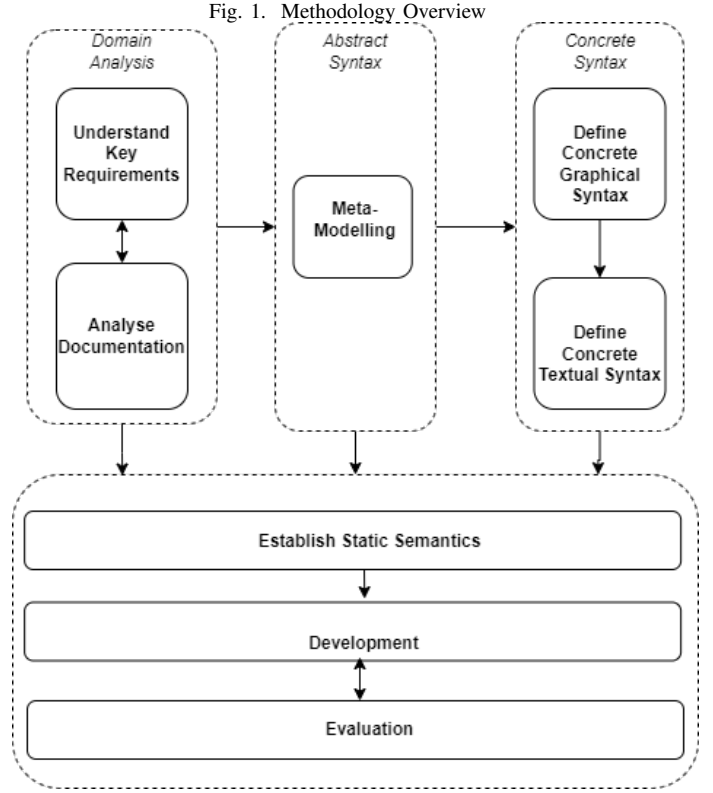 Fig. 1. Methodology Overview
Domain
Analysis
Understand
Key
Requirements
Analyse
Documentation
Abstract
Syntax
Meta-
Modelling
Concrete
Syntax
Define
Concrete
Graphical
Syntax
Define
Concrete
Textual Syntax
Establish Static Semantics
Development
Evaluation